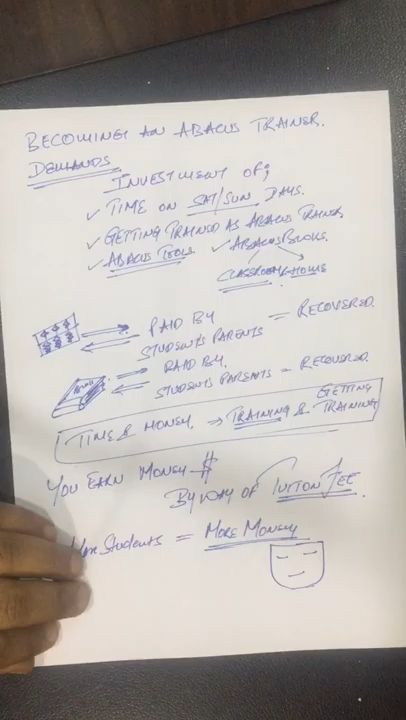 BECOMING AN ABACUS TRAINER.
DEMANDS
INVESTMENT OF;
✓ TIME ON SAT/SUN DAYS.
✓ GETTING TRAINED AS ABACUS TRAINER
✓ ABACUS TOOLS ✓ ABACUS BOOKS.
CLASSROOM HOME
PAID BY STUDENTS PARENTS = RECOVERED.
PAID BY. STUDENTS PARENTS = RECOVERED.
TIME & MONEY. → TRAINING & GETTING TRAINING
YOU EARN MONEY $
BY WAY OF TUTION FEE.
STUDENTS = MORE MONEY